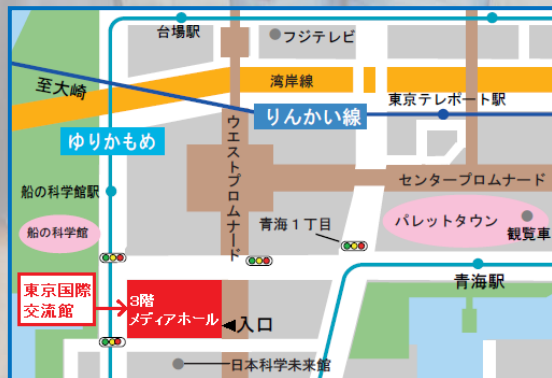 台場駅
フジテレビ
至大崎
湾岸線
東京テレポート駅
りんかい線
ゆりかもめ
ウエストプロムナード
センタープロムナード
船の科学館駅
船の科学館
青海1丁目
パレットタウン
観覧車
青海駅
東京国際
交流館
3階
メディアホール
◀入口
日本科学未来館